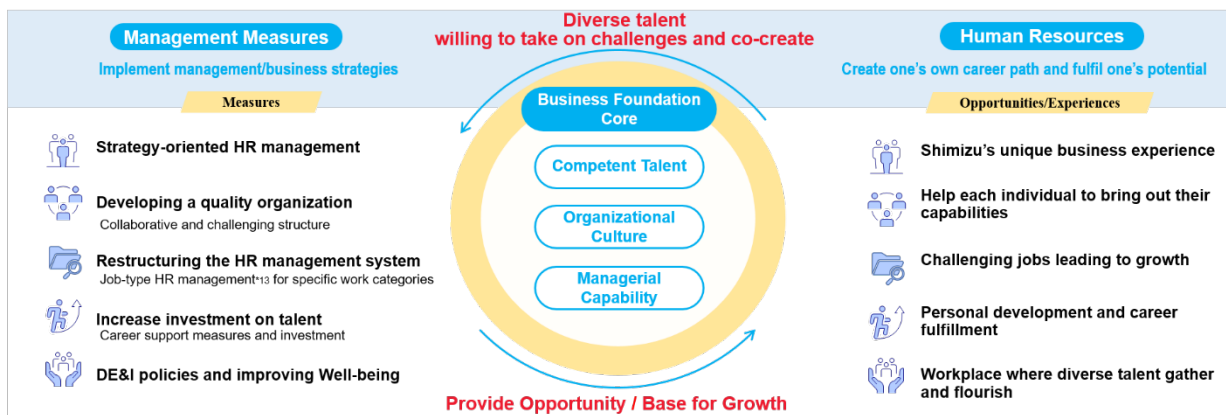 Management Measures
Implement management/business strategies
Measures
Strategy-oriented HR management
Developing a quality organization
Collaborative and challenging structure
Restructuring the HR management system
Job-type HR management*13 for specific work categories
Increase investment on talent
Career support measures and investment
DE&I policies and improving Well-being
Diverse talent
willing to take on challenges and co-create
Business Foundation
Core
Competent Talent
Organizational
Culture
Managerial
Capability
Provide Opportunity / Base for Growth
Human Resources
Create one's own career path and fulfil one's potential
Opportunities/Experiences
Shimizu's unique business experience
Help each individual to bring out their
capabilities
Challenging jobs leading to growth
Personal development and career
fulfillment
Workplace where diverse talent gather
and flourish